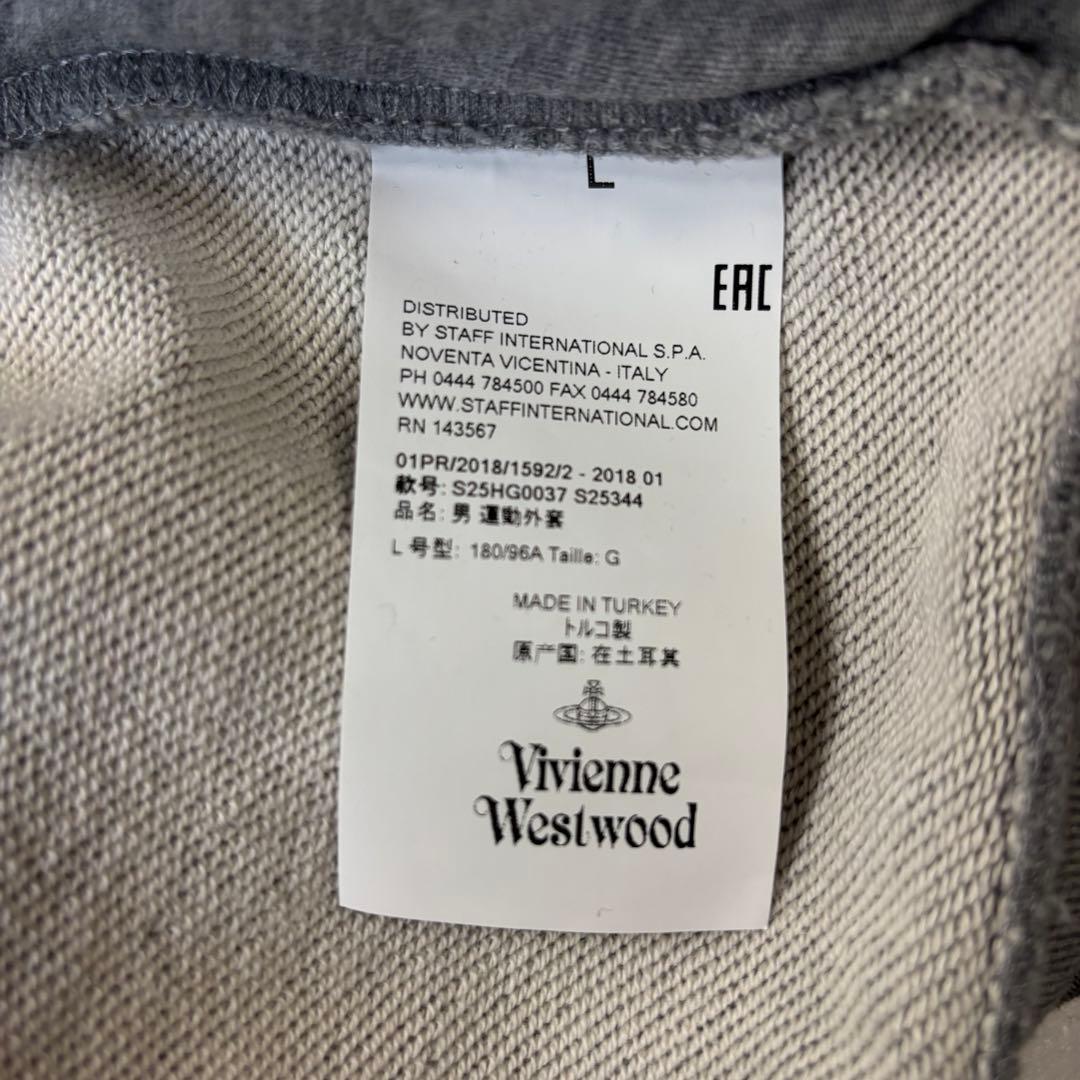 L
EAC
DISTRIBUTED
BY STAFF INTERNATIONAL S.P.A.
NOVENTA VICENTINA - ITALY
PH 0444 784500 FAX 0444 784580
WWW.STAFFINTERNATIONAL.COM
RN 143567
01PR/2018/1592/2 - 2018 01
款号: S25HG0037 S25344
品名: 男 運動外套
L 号型: 180/96A Taille: G
MADE IN TURKEY
トルコ製
原产国: 在土耳其
Vivienne
Westwood